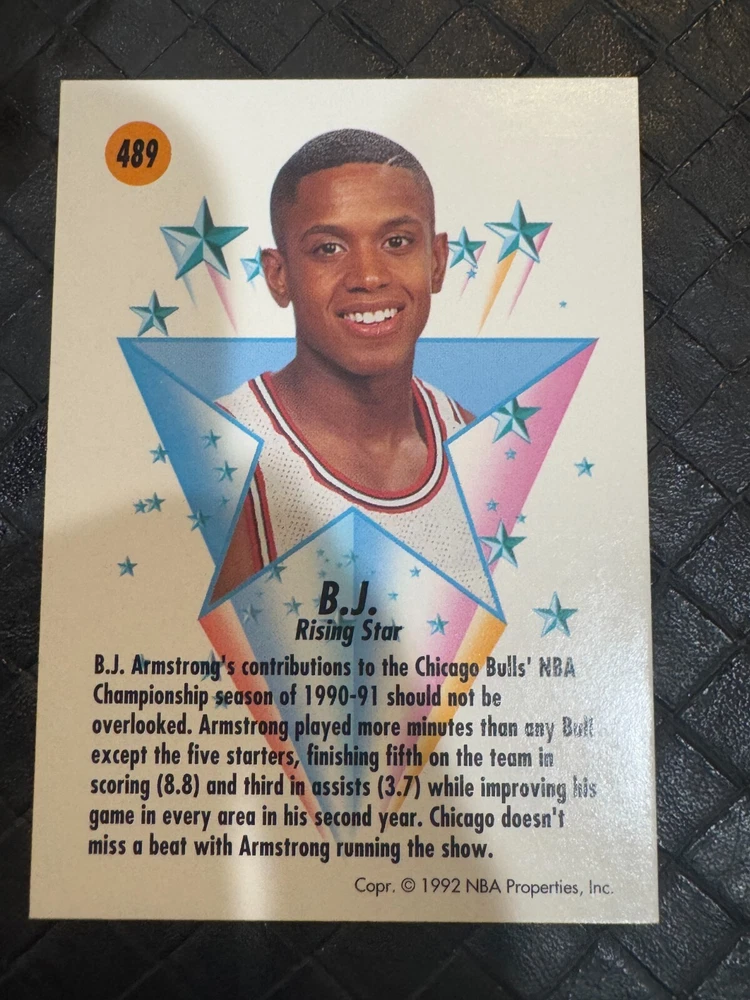 489
B.J.
Rising Star
B.J. Armstrong's contributions to the Chicago Bulls' NBA
Championship season of 1990-91 should not be
overlooked. Armstrong played more minutes than any Bull
except the five starters, finishing fifth on the team in
scoring (8.8) and third in assists (3.7) while improving his
game in every area in his second year. Chicago doesn't
miss a beat with Armstrong running the show.
Copr. © 1992 NBA Properties, Inc.